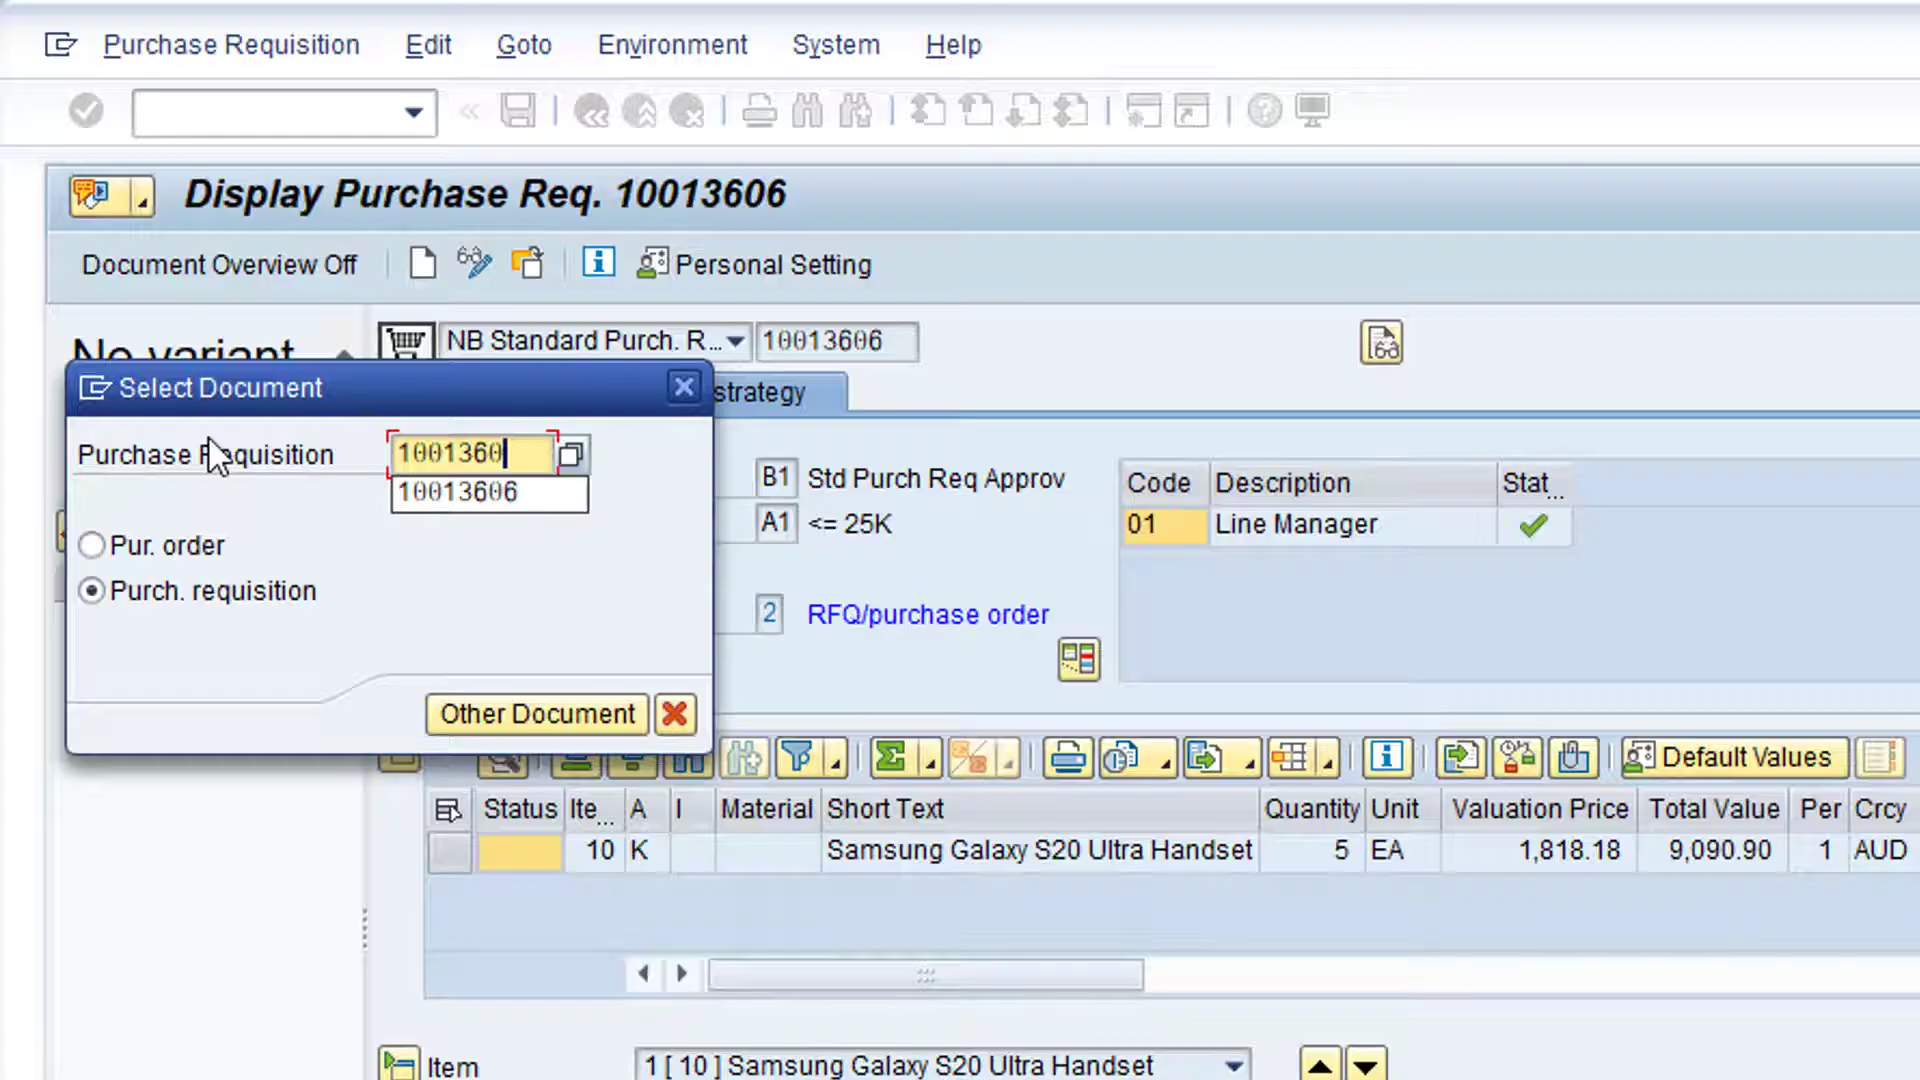 Purchase Requisition Edit Goto Environment System Help
Display Purchase Req. 10013606
Document Overview Off Personal Setting
No variant
NB Standard Purch. R... 10013606
Select Document
strategy
Purchase Requisition 1001360
10013606
Pur. order
Purch. requisition
Other Document
B1 Std Purch Req Approv
A1 <= 25K
2 RFQ/purchase order
Code Description Stat...
01 Line Manager
Default Values
Status Ite... A I Material Short Text Quantity Unit Valuation Price Total Value Per Crcy
10 K Samsung Galaxy S20 Ultra Handset 5 EA 1,818.18 9,090.90 1 AUD
Item 1 [ 10 ] Samsung Galaxy S20 Ultra Handset